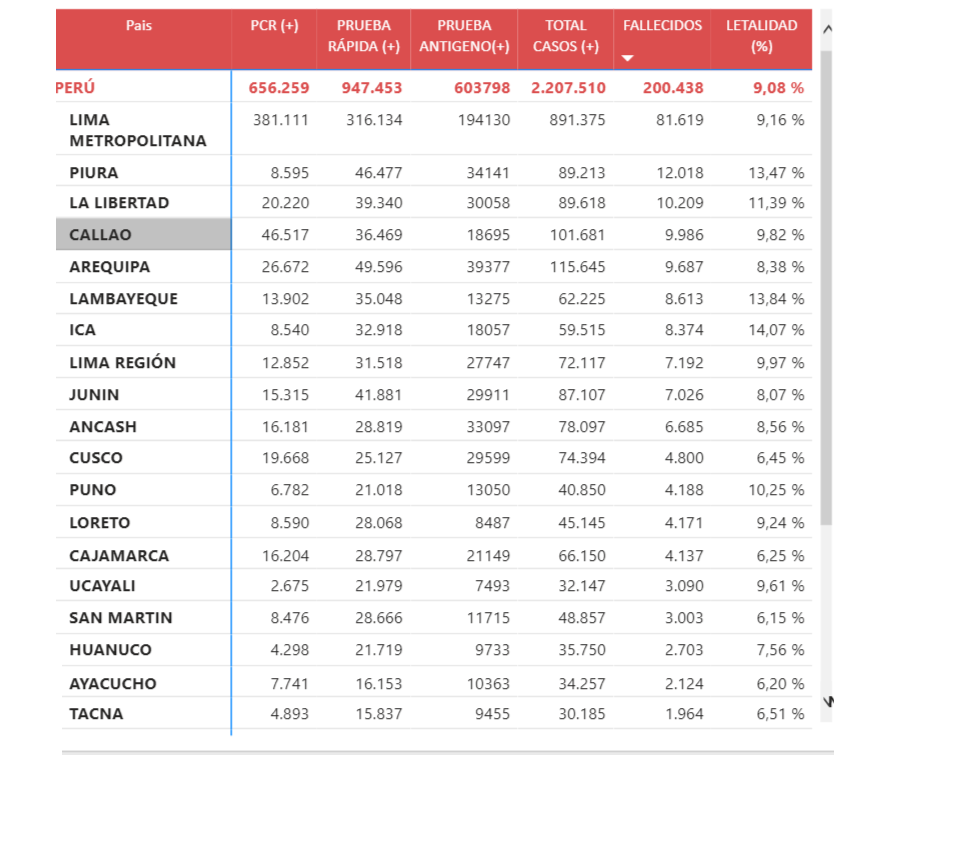 Pais PCR (+) PRUEBA RÁPIDA (+) PRUEBA ANTIGENO(+) TOTAL CASOS (+) FALLECIDOS LETALIDAD (%)
PERÚ 656.259 947.453 603798 2.207.510 200.438 9,08 %
LIMA METROPOLITANA 381.111 316.134 194130 891.375 81.619 9,16 %
PIURA 8.595 46.477 34141 89.213 12.018 13,47 %
LA LIBERTAD 20.220 39.340 30058 89.618 10.209 11,39 %
CALLAO 46.517 36.469 18695 101.681 9.986 9,82 %
AREQUIPA 26.672 49.596 39377 115.645 9.687 8,38 %
LAMBAYEQUE 13.902 35.048 13275 62.225 8.613 13,84 %
ICA 8.540 32.918 18057 59.515 8.374 14,07 %
LIMA REGIÓN 12.852 31.518 27747 72.117 7.192 9,97 %
JUNIN 15.315 41.881 29911 87.107 7.026 8,07 %
ANCASH 16.181 28.819 33097 78.097 6.685 8,56 %
CUSCO 19.668 25.127 29599 74.394 4.800 6,45 %
PUNO 6.782 21.018 13050 40.850 4.188 10,25 %
LORETO 8.590 28.068 8487 45.145 4.171 9,24 %
CAJAMARCA 16.204 28.797 21149 66.150 4.137 6,25 %
UCAYALI 2.675 21.979 7493 32.147 3.090 9,61 %
SAN MARTIN 8.476 28.666 11715 48.857 3.003 6,15 %
HUANUCO 4.298 21.719 9733 35.750 2.703 7,56 %
AYACUCHO 7.741 16.153 10363 34.257 2.124 6,20 %
TACNA 4.893 15.837 9455 30.185 1.964 6,51 %